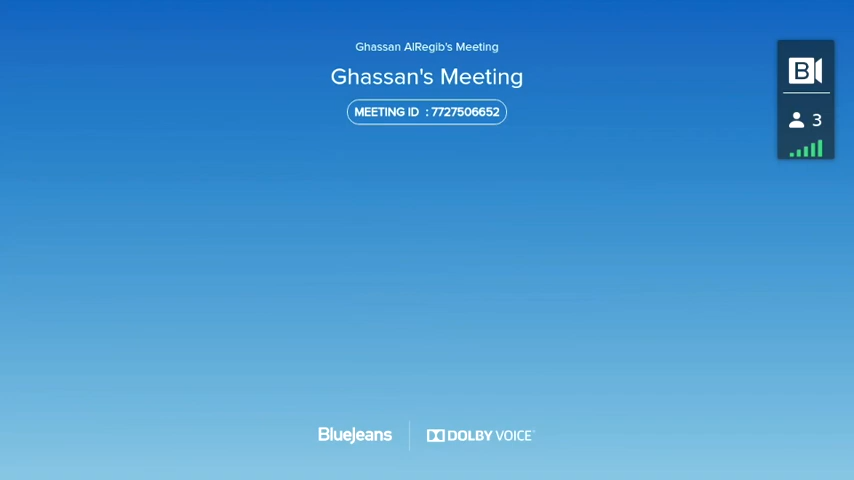 Ghassan AlRegib's Meeting
Ghassan's Meeting
MEETING ID : 7727506652
B
3
BlueJeans
DOLBY VOICE